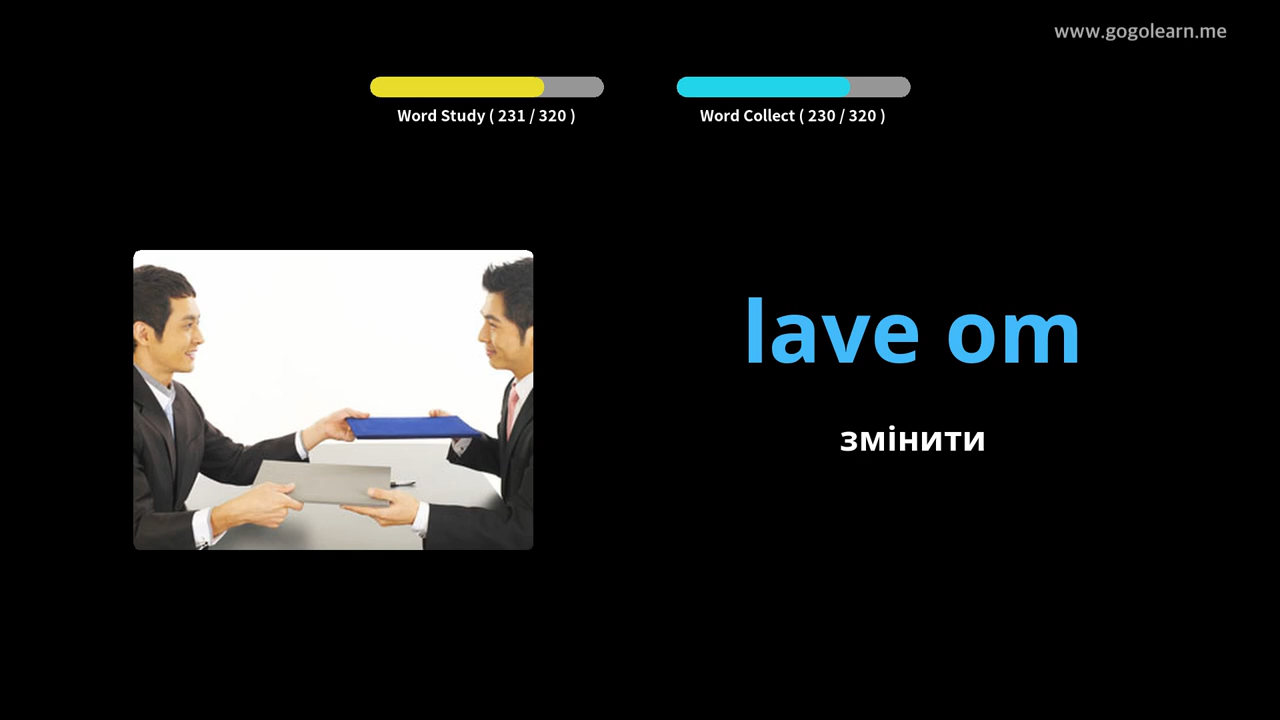 www.gogolearn.me
Word Study ( 231 / 320 )
Word Collect ( 230 / 320 )
lave om
змінити